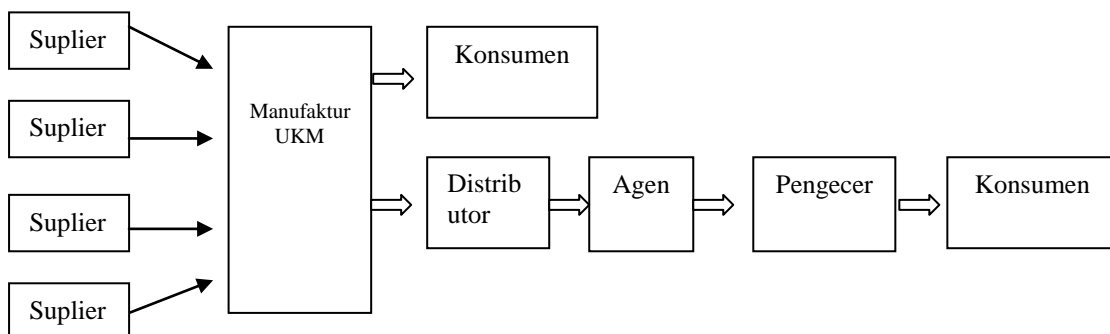 Suplier
Suplier
Suplier
Suplier
Manufaktur
UKM
Konsumen
Distrib
utor
Agen
Pengecer
Konsumen